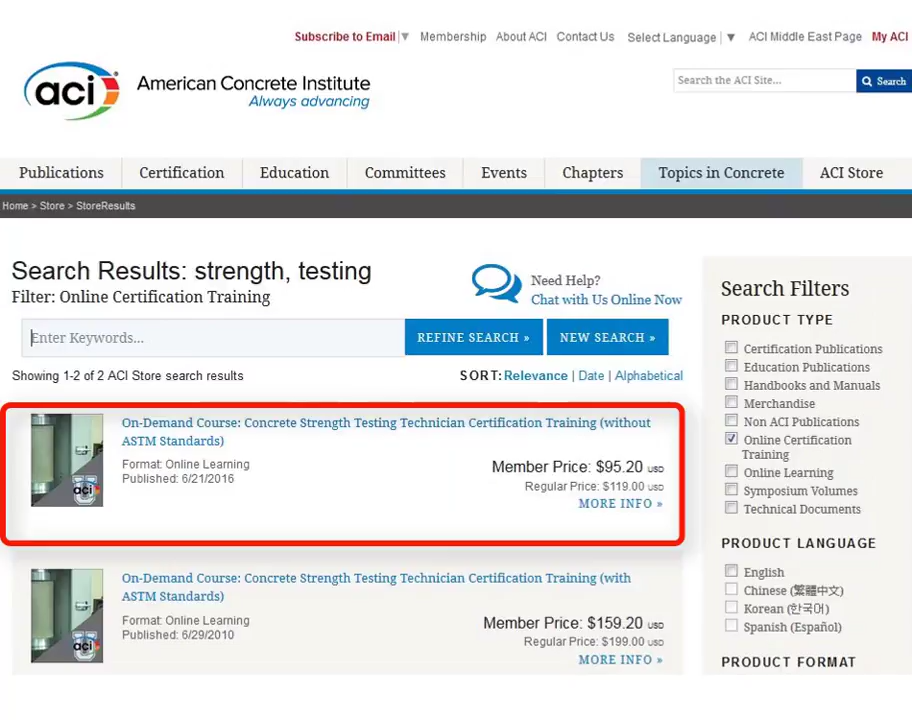 Subscribe to Email ▼ Membership About ACI Contact Us Select Language ▼ ACI Middle East Page My ACI
aci American Concrete Institute
Always advancing
Search the ACI Site... Search
Publications Certification Education Committees Events Chapters Topics in Concrete ACI Store
Home > Store > StoreResults
Search Results: strength, testing
Filter: Online Certification Training
Need Help?
Chat with Us Online Now
Enter Keywords... REFINE SEARCH » NEW SEARCH »
Showing 1-2 of 2 ACI Store search results SORT: Relevance | Date | Alphabetical
On-Demand Course: Concrete Strength Testing Technician Certification Training (without
ASTM Standards)
Format: Online Learning
Published: 6/21/2016
Member Price: $95.20 USD
Regular Price: $119.00 USD
MORE INFO »
aci
On-Demand Course: Concrete Strength Testing Technician Certification Training (with
ASTM Standards)
Format: Online Learning
Published: 6/29/2010
Member Price: $159.20 USD
Regular Price: $199.00 USD
MORE INFO »
aci
Search Filters
PRODUCT TYPE
Certification Publications
Education Publications
Handbooks and Manuals
Merchandise
Non ACI Publications
Online Certification
Training
Online Learning
Symposium Volumes
Technical Documents
PRODUCT LANGUAGE
English
Chinese (繁體中文)
Korean (한국어)
Spanish (Español)
PRODUCT FORMAT